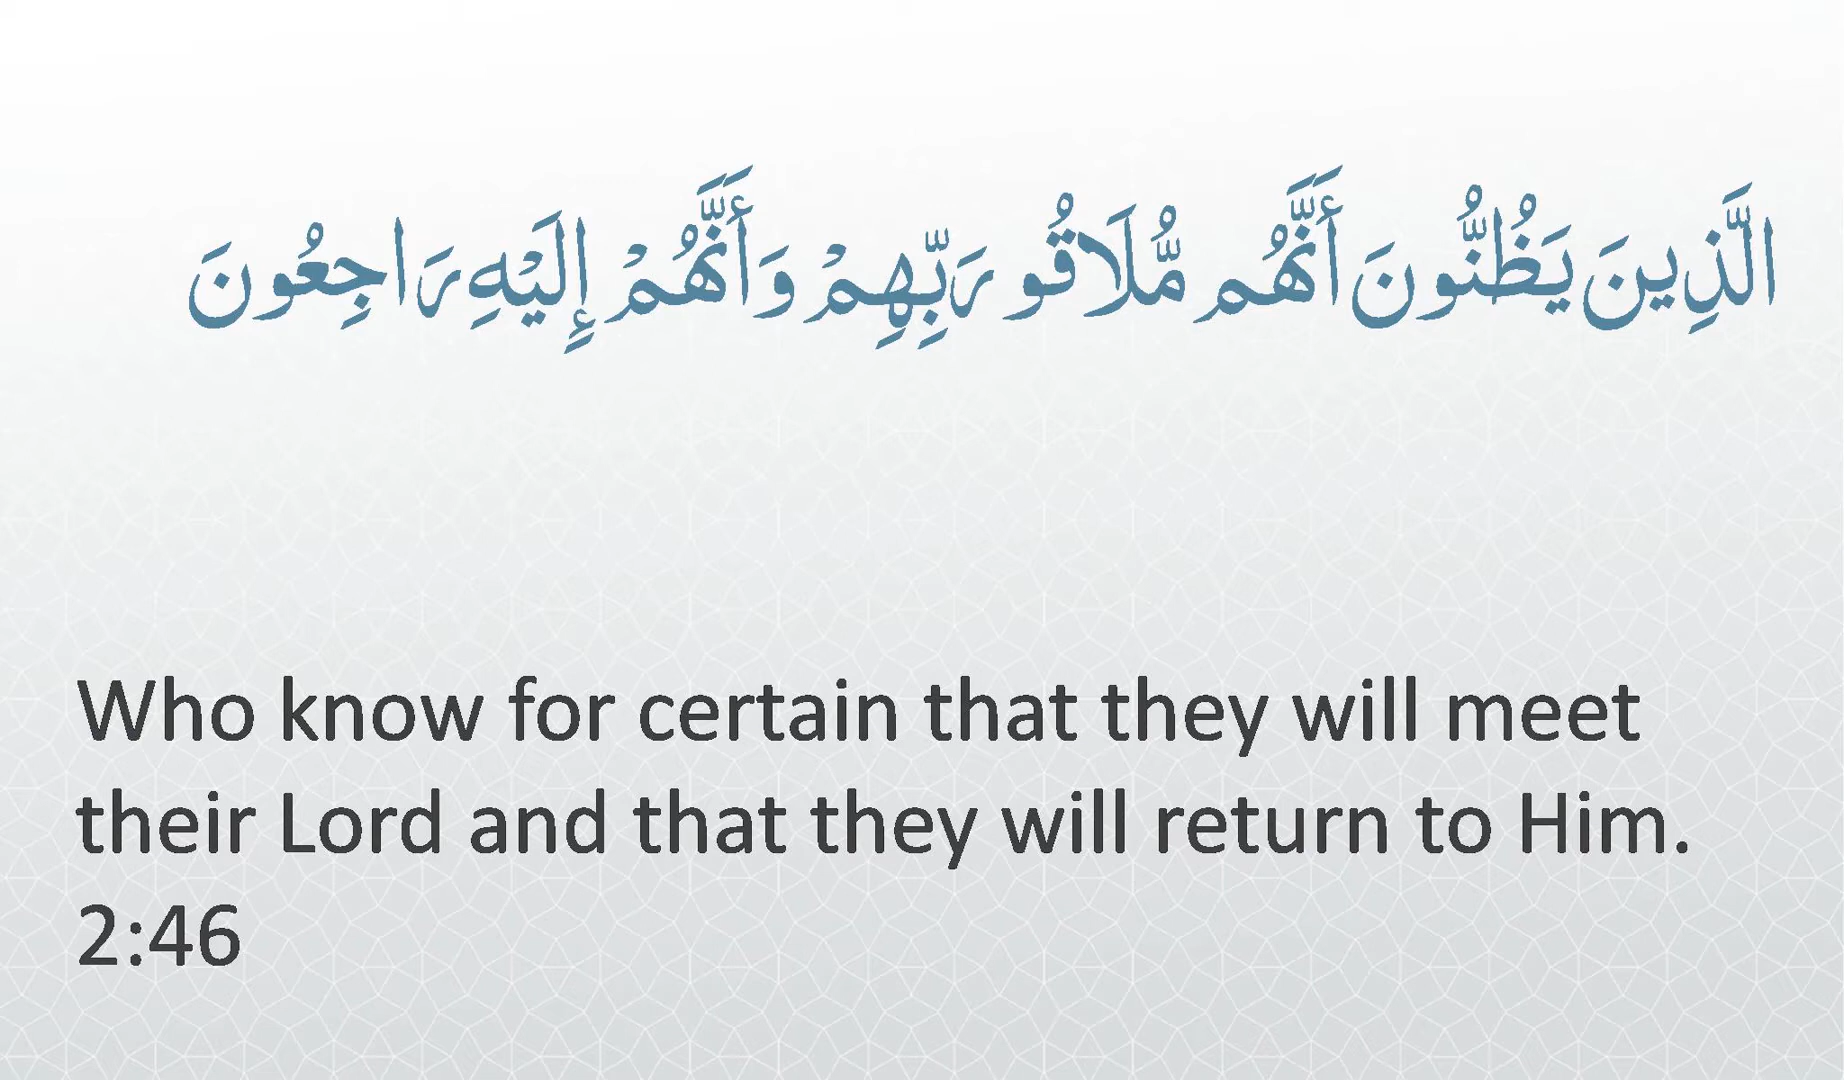 الَّذِينَ يَظُنُّونَ أَنَّهُم مُّلَاقُو رَبِّهِمْ وَأَنَّهُمْ إِلَيْهِ رَاجِعُونَ
Who know for certain that they will meet
their Lord and that they will return to Him.
2:46